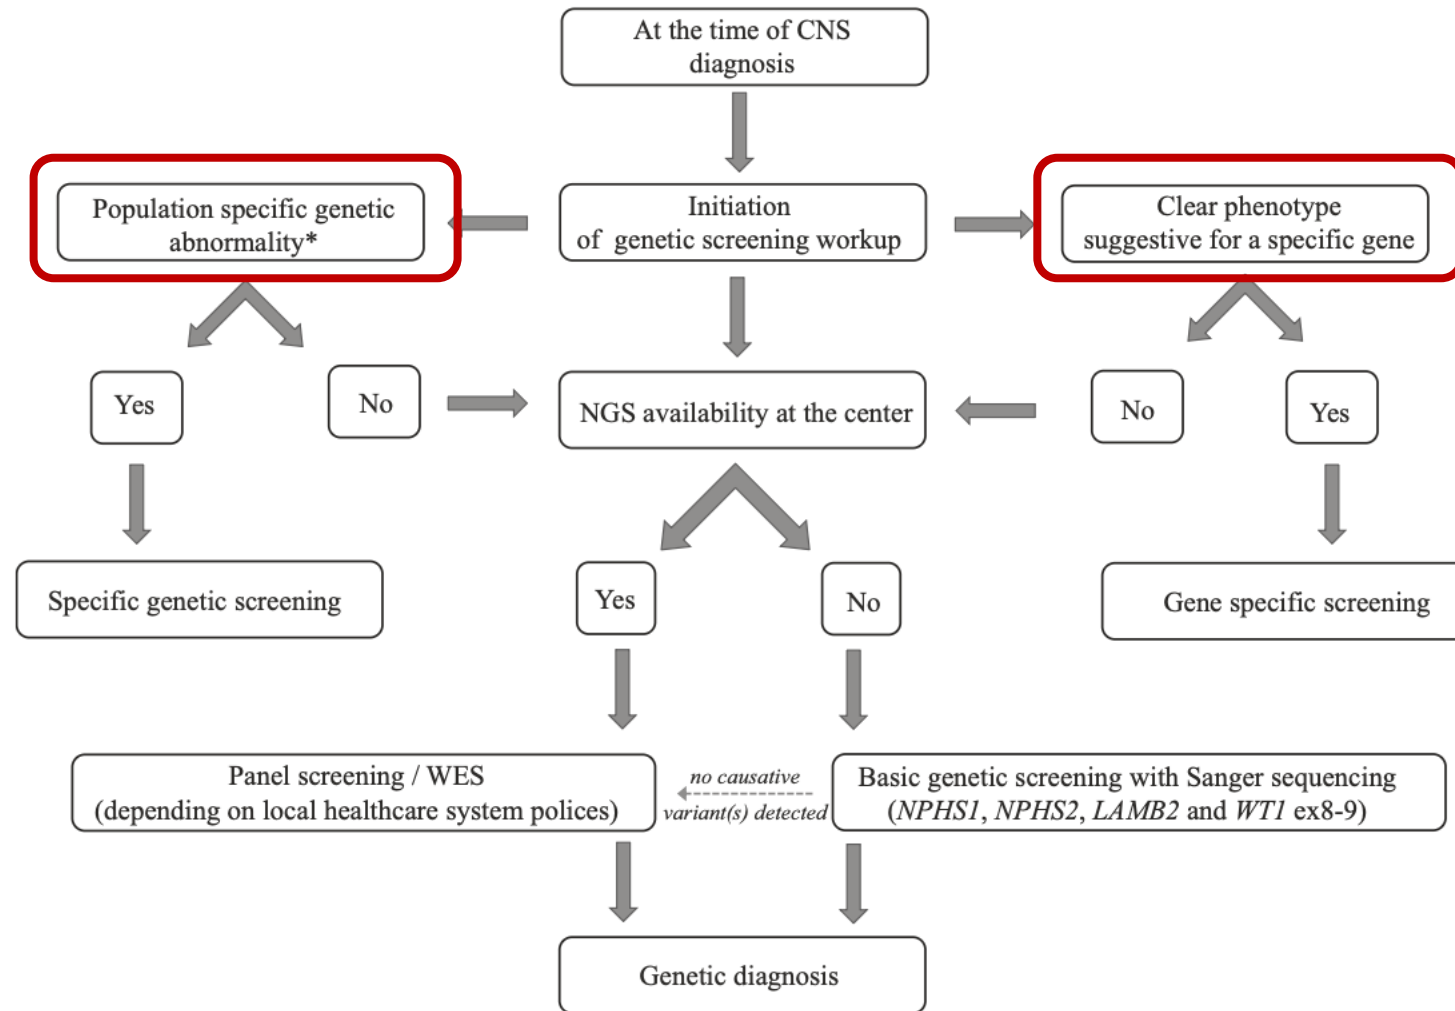 At the time of CNS
diagnosis
Population specific genetic
abnormality*
Initiation
of genetic screening workup
Clear phenotype
suggestive for a specific gene
Yes
No
NGS availability at the center
No
Yes
Specific genetic screening
Yes
No
Gene specific screening
Panel screening / WES
(depending on local healthcare system polices)
no causative
variant(s) detected
Basic genetic screening with Sanger sequencing
(NPHS1, NPHS2, LAMB2 and WT1 ex8-9)
Genetic diagnosis